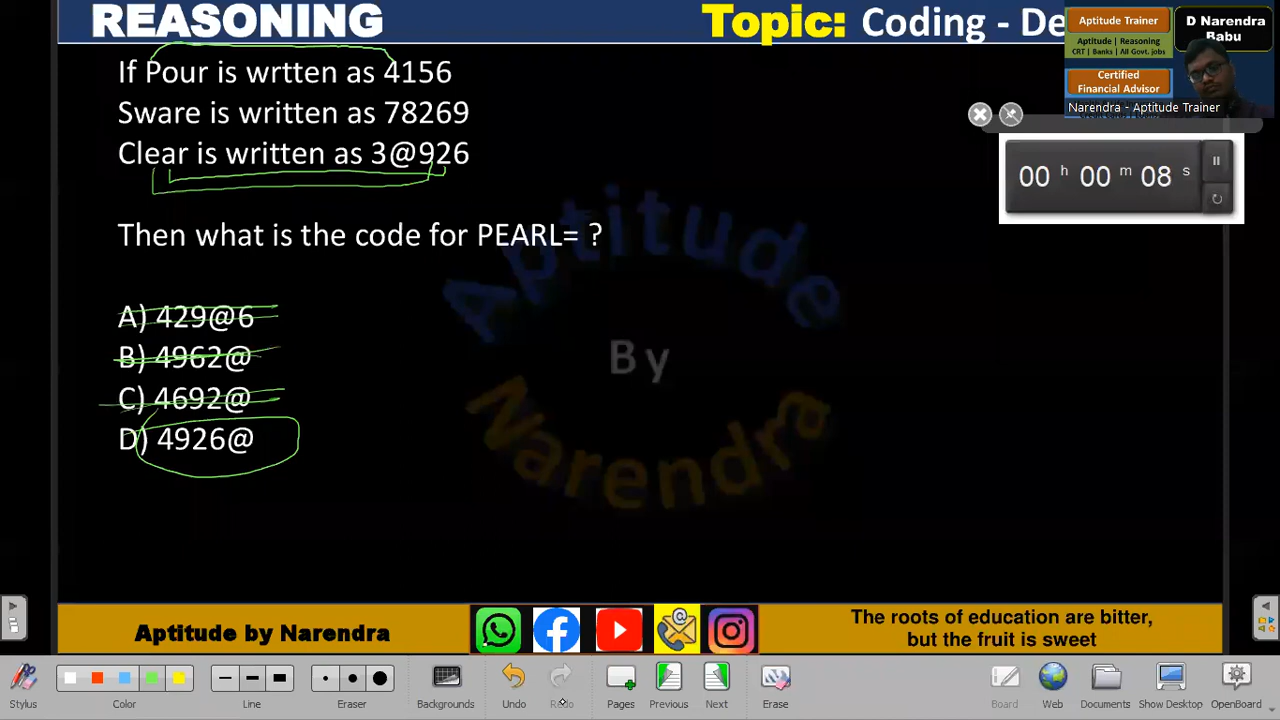 REASONING
Topic: Coding - De
Aptitude Trainer
Aptitude | Reasoning
CRT | Banks | All Govt. jobs
D Narendra
Babu
Certified
Financial Advisor
Narendra - Aptitude Trainer
If Pour is wrtten as 4156
Sware is written as 78269
Clear is written as 3@926
00 h 00 m 08 s
Then what is the code for PEARL= ?
A) 429@6
B) 4962@
C) 4692@
D) 4926@
Aptitude
By
Narendra
Aptitude by Narendra
The roots of education are bitter,
but the fruit is sweet
Stylus
Color
Line
Eraser
Backgrounds
Undo
Redo
Pages
Previous
Next
Erase
Board
Web
Documents
Show Desktop
OpenBoard